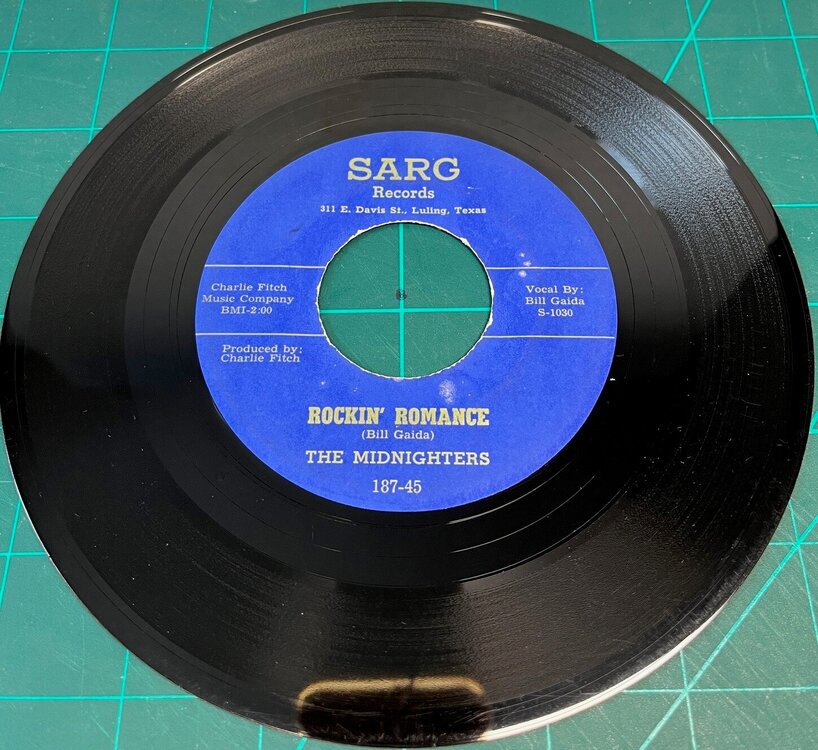 SARG
Records
311 E. Davis St., Luling, Texas
Charlie Fitch
Music Company
BMI-2:00
Vocal By:
Bill Gaida
S-1030
Produced by:
Charlie Fitch
ROCKIN' ROMANCE
(Bill Gaida)
THE MIDNIGHTERS
187-45